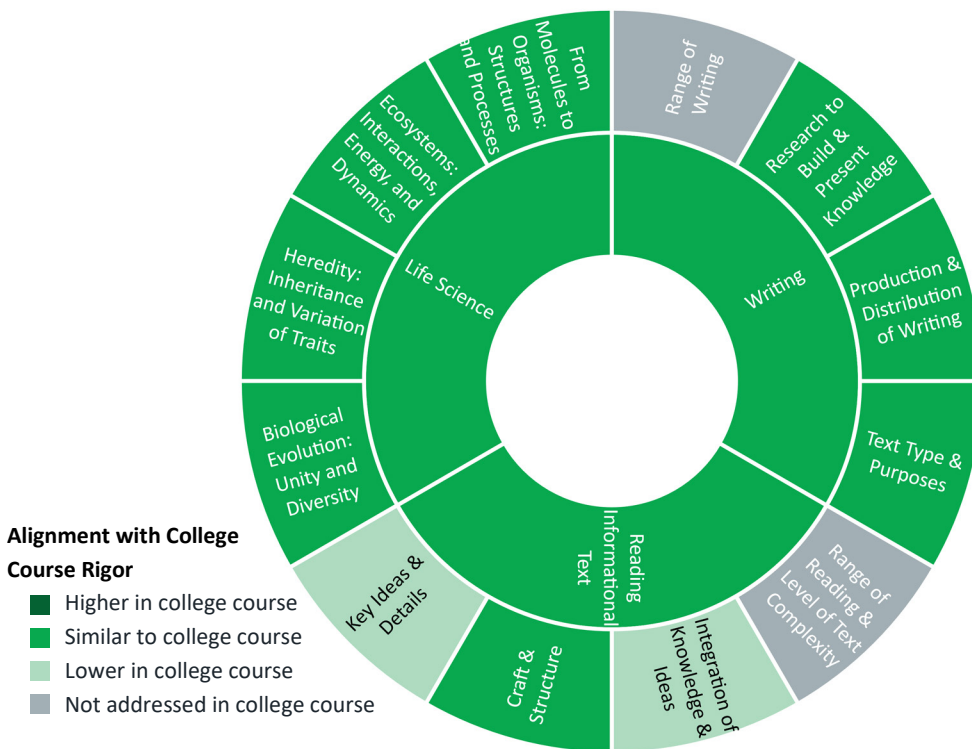 From
Molecules to
Organisms:
Structures
and Processes
Range of
Writing
Research to
Build &
Present
Knowledge
Production &
Distribution
of Writing
Text Type &
Purposes
Range of
Reading &
Level of Text
Complexity
Integration of
Knowledge &
Ideas
Craft &
Structure
Key Ideas &
Details
Biological
Evolution:
Unity and
Diversity
Heredity:
Inheritance
and Variation
of Traits
Ecosystems:
Interactions,
Energy, and
Dynamics
Life Science
Writing
Reading
Informational
Text
Alignment with College
Course Rigor
Higher in college course
Similar to college course
Lower in college course
Not addressed in college course